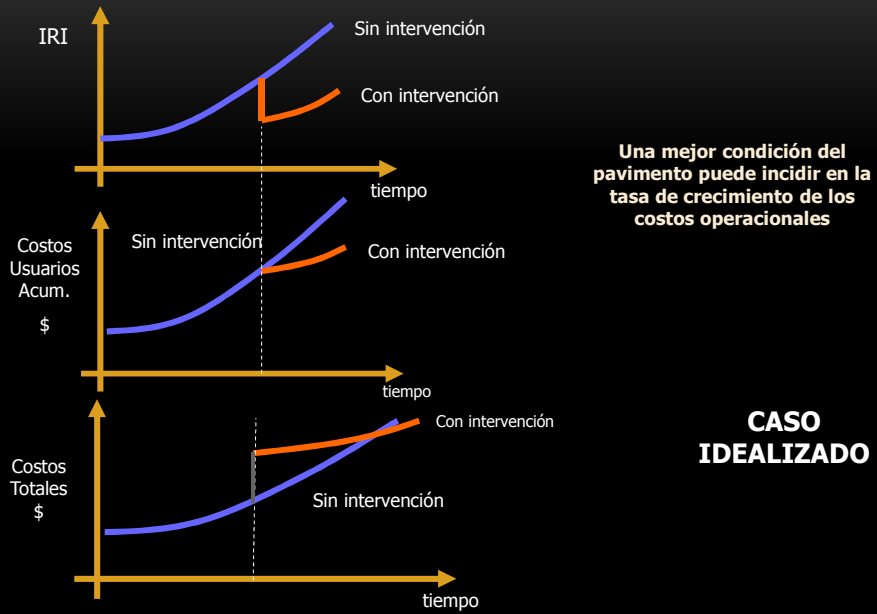 IRI
Sin intervención
Con intervención
tiempo
Una mejor condición del
pavimento puede incidir en la
tasa de crecimiento de los
costos operacionales
Costos
Usuarios
Acum.
$
Sin intervención
Con intervención
tiempo
Costos
Totales
$
Con intervención
Sin intervención
tiempo
CASO
IDEALIZADO